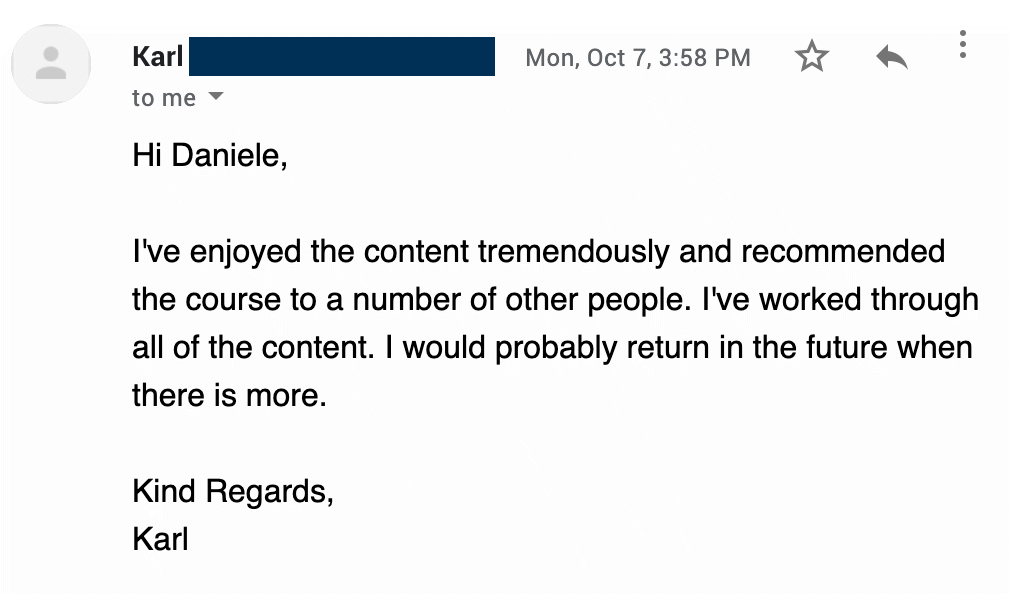 Karl
Mon, Oct 7, 3:58 PM
to me
Hi Daniele,
I've enjoyed the content tremendously and recommended
the course to a number of other people. I've worked through
all of the content. I would probably return in the future when
there is more.
Kind Regards,
Karl